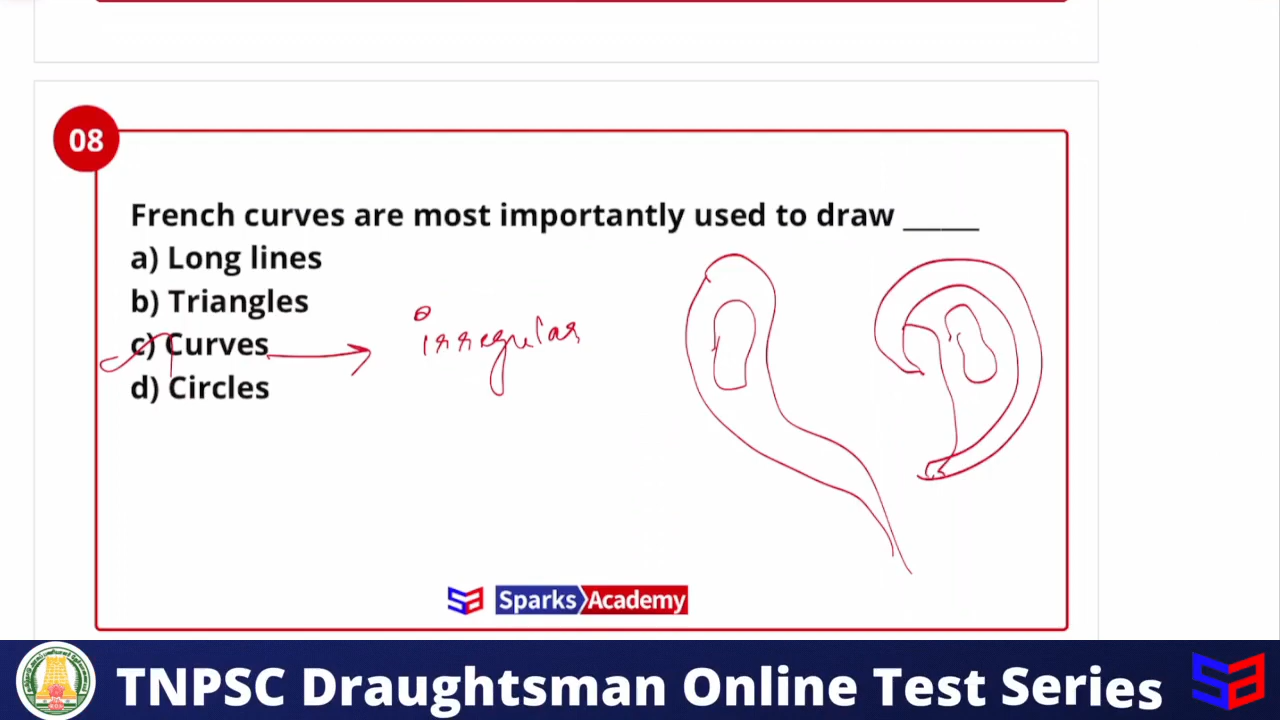 08
French curves are most importantly used to draw ______
a) Long lines
b) Triangles
c) Curves
irregular
d) Circles
Sparks Academy
TNPSC Draughtsman Online Test Series